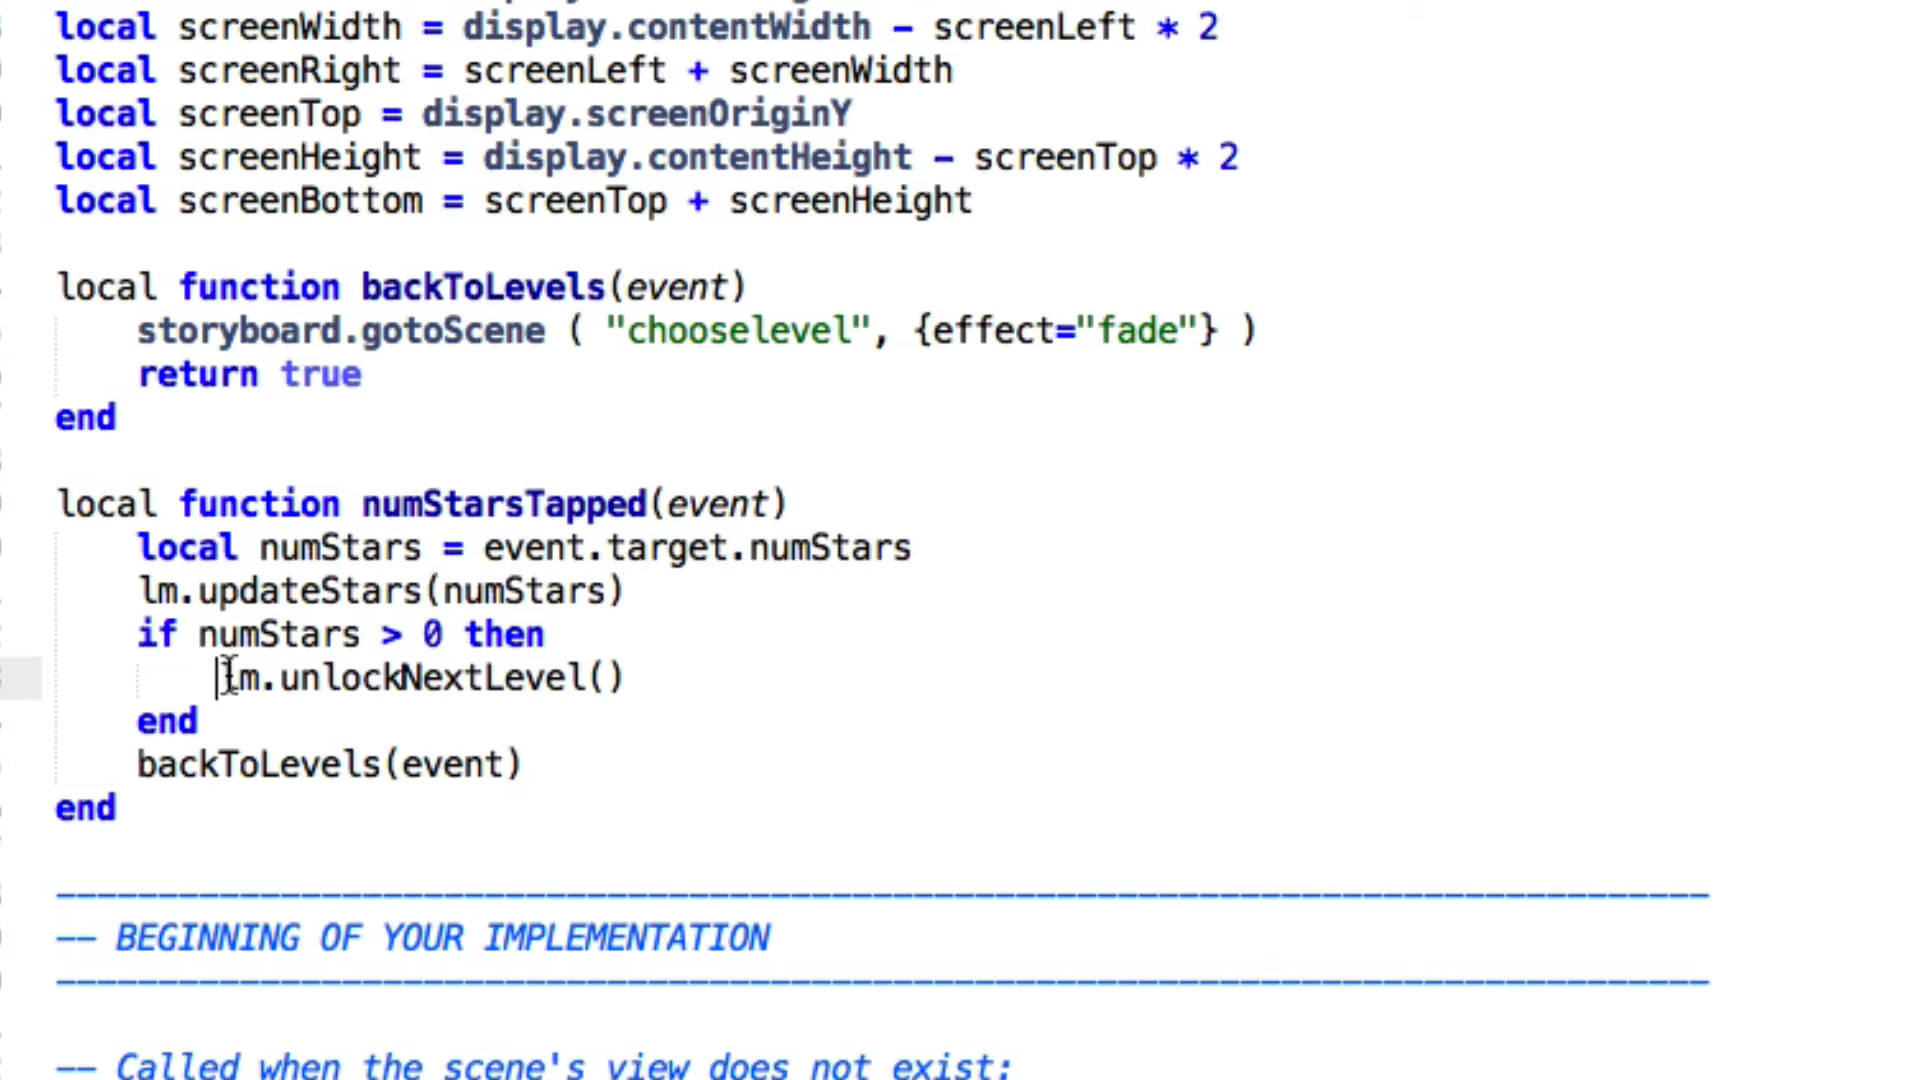 local screenWidth = display.contentWidth - screenLeft * 2
local screenRight = screenLeft + screenWidth
local screenTop = display.screenOriginY
local screenHeight = display.contentHeight - screenTop * 2
local screenBottom = screenTop + screenHeight
local function backToLevels(event)
storyboard.gotoScene ( "chooselevel", {effect="fade"} )
return true
end
local function numStarsTapped(event)
local numStars = event.target.numStars
lm.updateStars(numStars)
if numStars > 0 then
lm.unlockNextLevel()
end
backToLevels(event)
end
---------------------------------------------------------------------------------
-- BEGINNING OF YOUR IMPLEMENTATION
---------------------------------------------------------------------------------
-- Called when the scene's view does not exist: